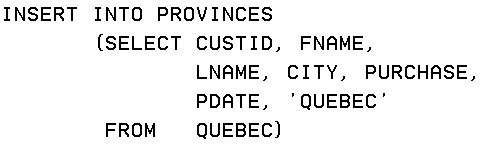 INSERT INTO PROVINCES
(SELECT CUSTID, FNAME,
LNAME, CITY, PURCHASE,
PDATE, 'QUEBEC'
FROM QUEBEC)